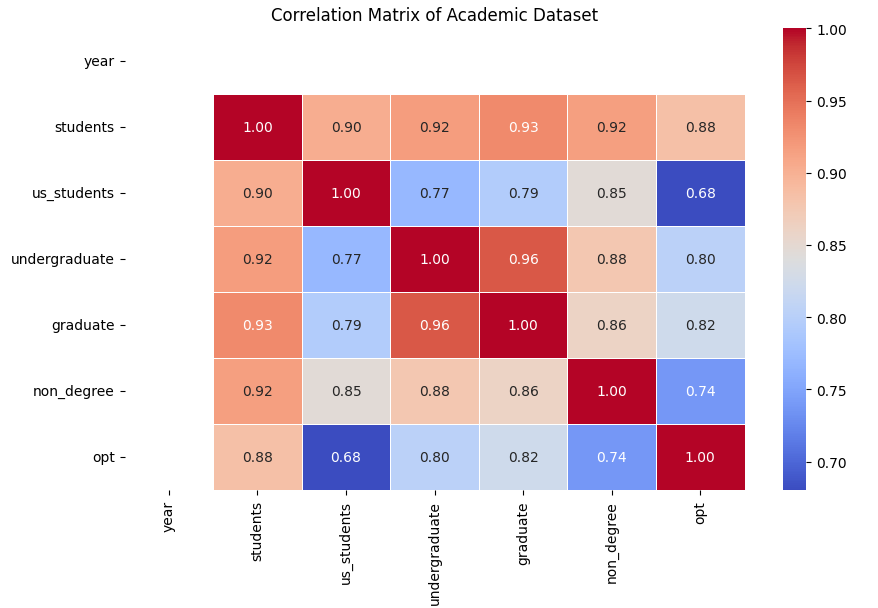 Correlation Matrix of Academic Dataset
year
students 1.00 0.90 0.92 0.93 0.92 0.88
us_students 0.90 1.00 0.77 0.79 0.85 0.68
undergraduate 0.92 0.77 1.00 0.96 0.88 0.80
graduate 0.93 0.79 0.96 1.00 0.86 0.82
non_degree 0.92 0.85 0.88 0.86 1.00 0.74
opt 0.88 0.68 0.80 0.82 0.74 1.00
year students us_students undergraduate graduate non_degree opt
1.00
0.95
0.90
0.85
0.80
0.75
0.70